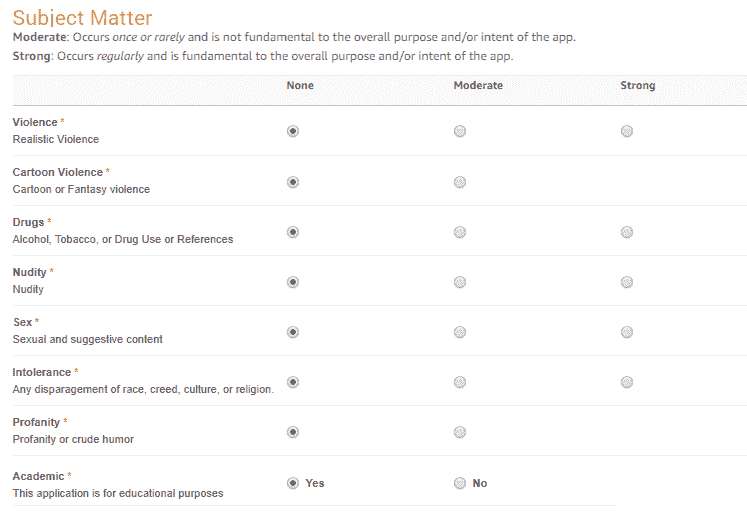 Subject Matter
Moderate: Occurs once or rarely and is not fundamental to the overall purpose and/or intent of the app.
Strong: Occurs regularly and is fundamental to the overall purpose and/or intent of the app.
None Moderate Strong
Violence *
Realistic Violence
Cartoon Violence *
Cartoon or Fantasy violence
Drugs *
Alcohol, Tobacco, or Drug Use or References
Nudity *
Nudity
Sex *
Sexual and suggestive content
Intolerance *
Any disparagement of race, creed, culture, or religion.
Profanity *
Profanity or crude humor
Academic *
Yes No
This application is for educational purposes